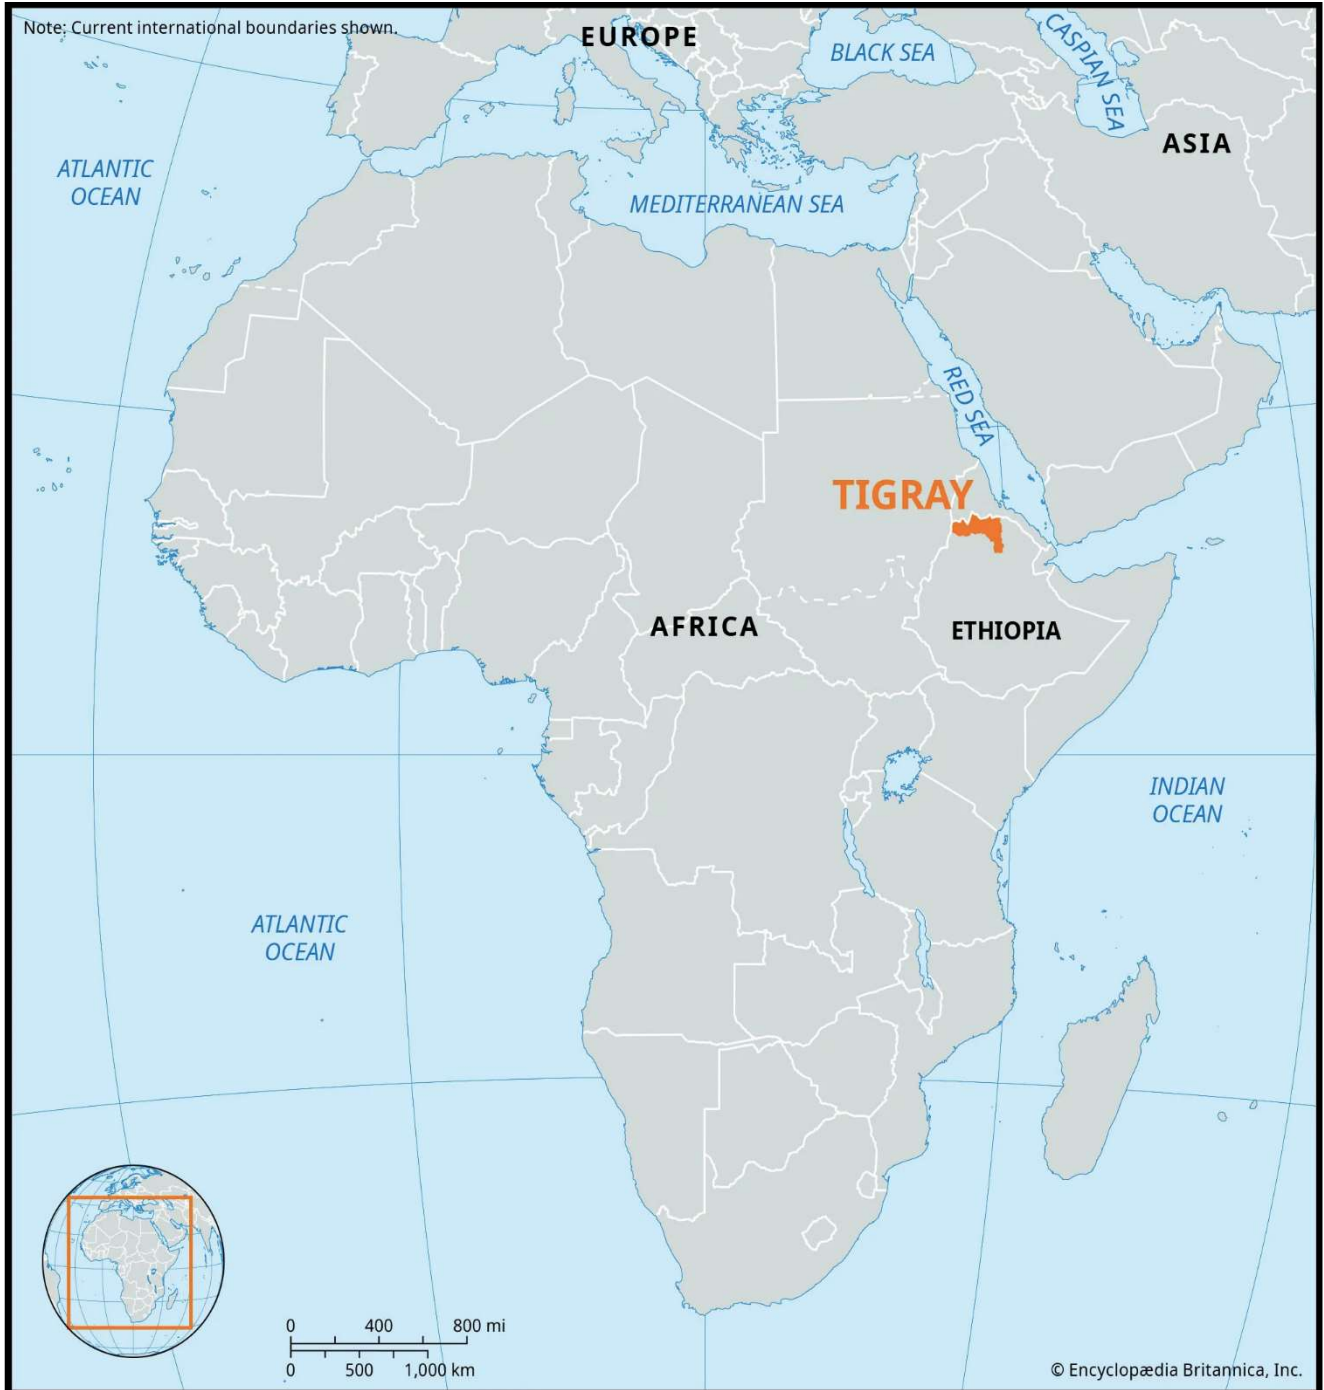 Note: Current international boundaries shown.
EUROPE
BLACK SEA
CASPIAN SEA
ASIA
ATLANTIC
OCEAN
MEDITERRANEAN SEA
RED SEA
TIGRAY
AFRICA
ETHIOPIA
INDIAN
OCEAN
ATLANTIC
OCEAN
0 400 800 mi
0 500 1,000 km
© Encyclopædia Britannica, Inc.